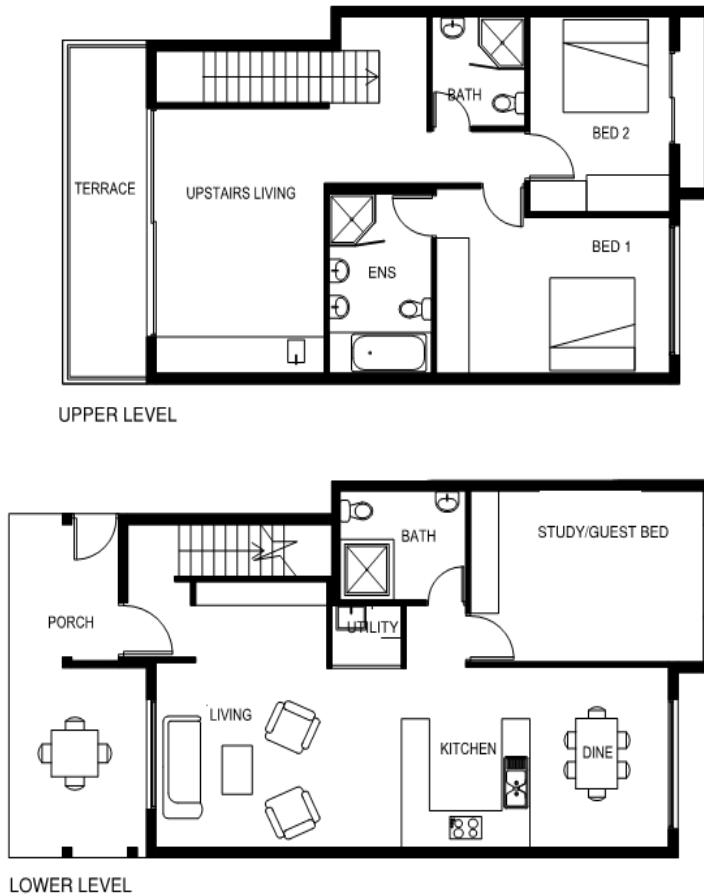 BATH
BED 2
TERRACE
UPSTAIRS LIVING
BED 1
ENS
UPPER LEVEL
BATH
STUDY/GUEST BED
PORCH
UTILITY
LIVING
KITCHEN
DINE
LOWER LEVEL